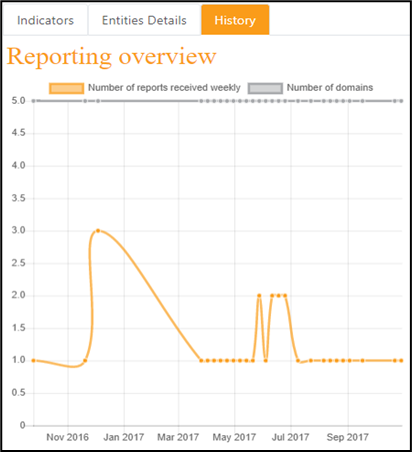 Indicators Entities Details History
Reporting overview
Number of reports received weekly Number of domains
5.0
4.5
4.0
3.5
3.0
2.5
2.0
1.5
1.0
0.5
0
Nov 2016 Jan 2017 Mar 2017 May 2017 Jul 2017 Sep 2017